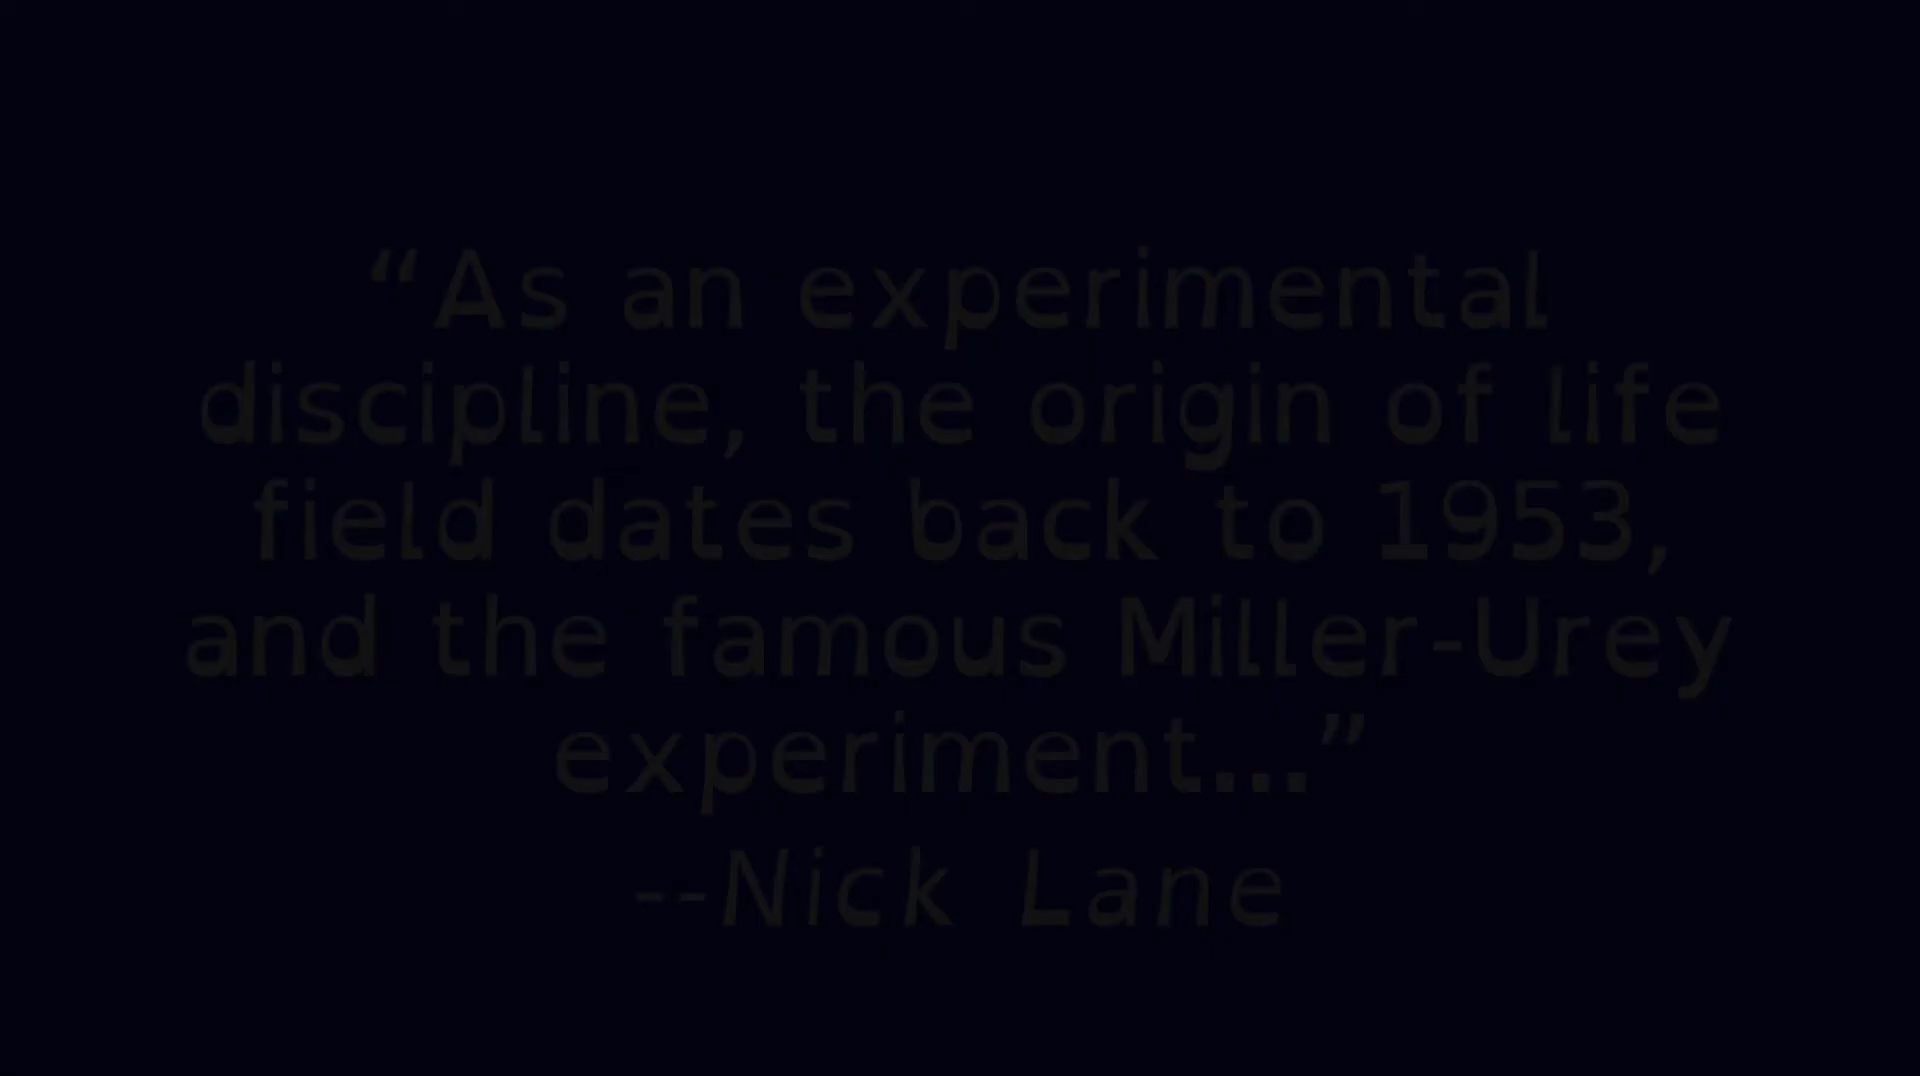 “As an experimental
discipline, the origin of life
field dates back to 1953,
and the famous Miller-Urey
experiment...”
--Nick Lane